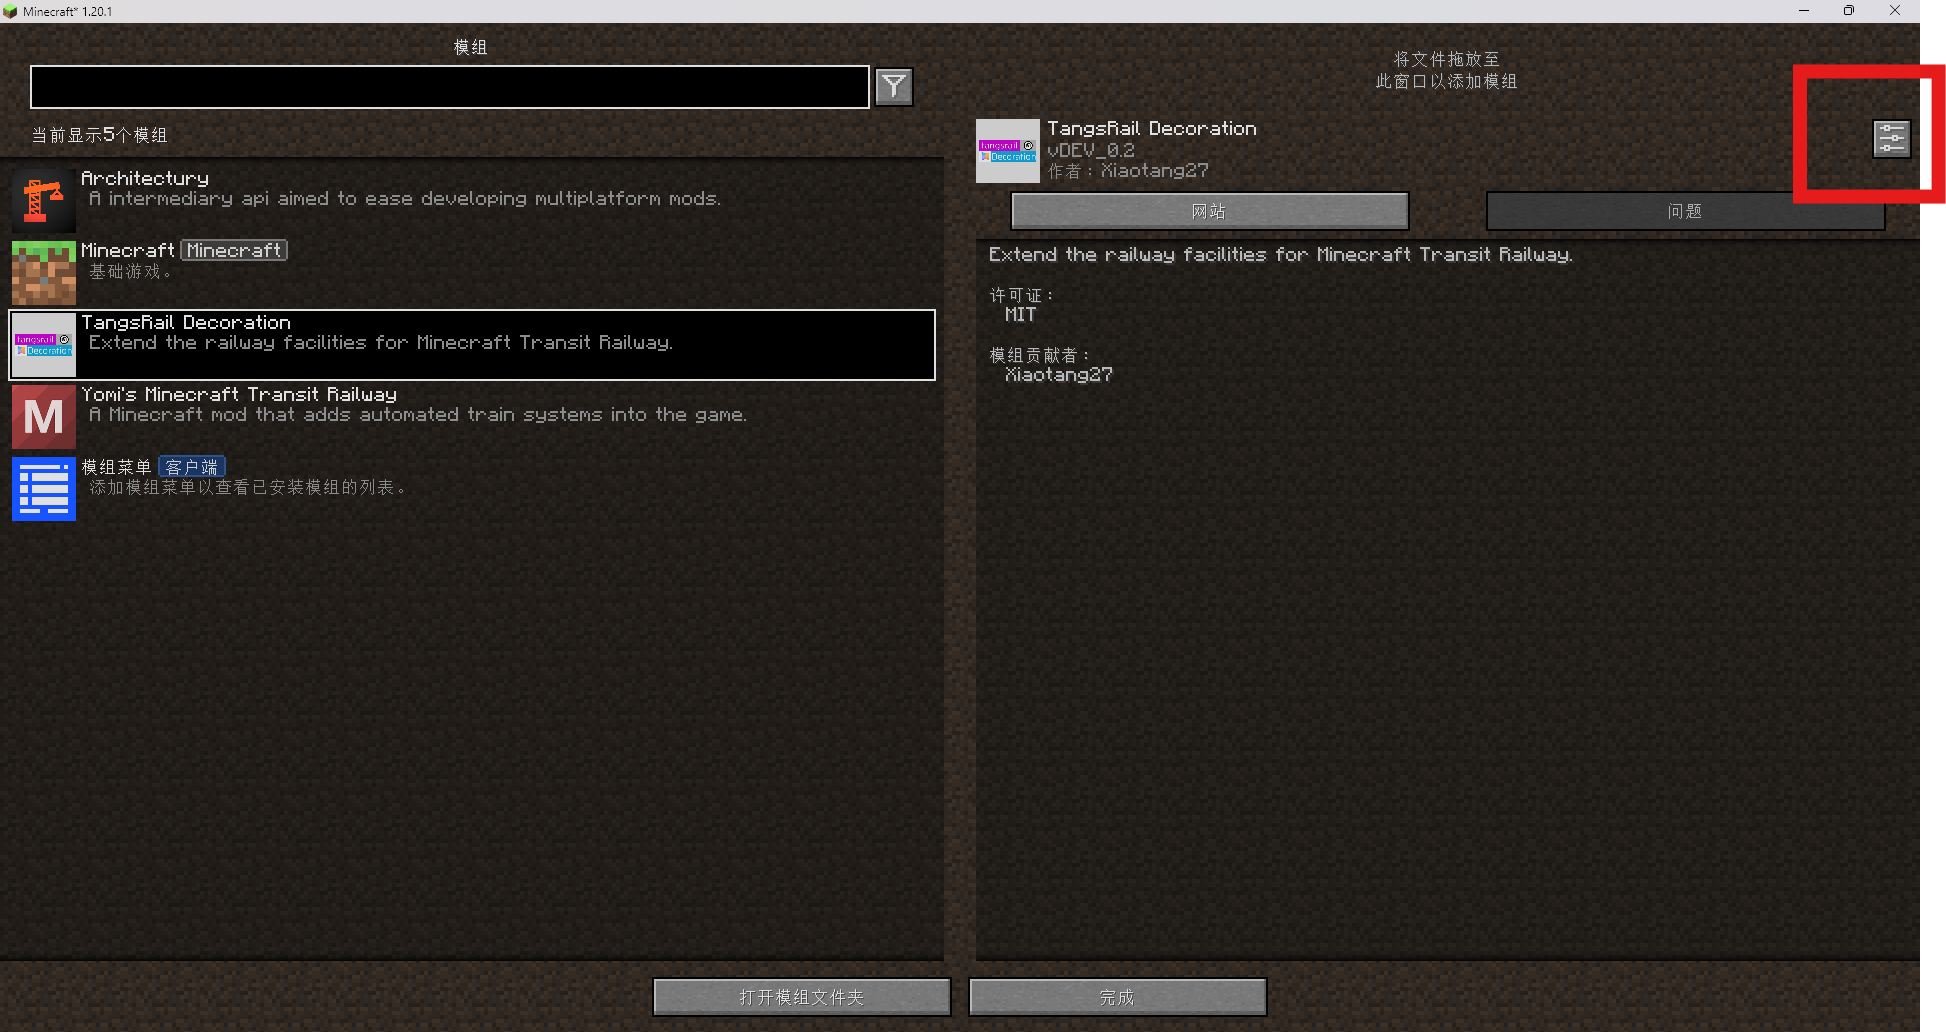 Minecraft* 1.20.1
模组
当前显示5个模组
Architectury
A intermediary api aimed to ease developing multiplatform mods.
Minecraft Minecraft
基础游戏。
tangsrail
Decoration
TangsRail Decoration
Extend the railway facilities for Minecraft Transit Railway.
M
Yomi's Minecraft Transit Railway
A Minecraft mod that adds automated train systems into the game.
模组菜单 客户端
添加模组菜单以查看已安装模组的列表。
将文件拖放至
此窗口以添加模组
tangsrail
Decoration
TangsRail Decoration
vDEV_0.2
作者：Xiaotang27
网站
问题
Extend the railway facilities for Minecraft Transit Railway.
许可证：
MIT
模组贡献者：
Xiaotang27
打开模组文件夹
完成